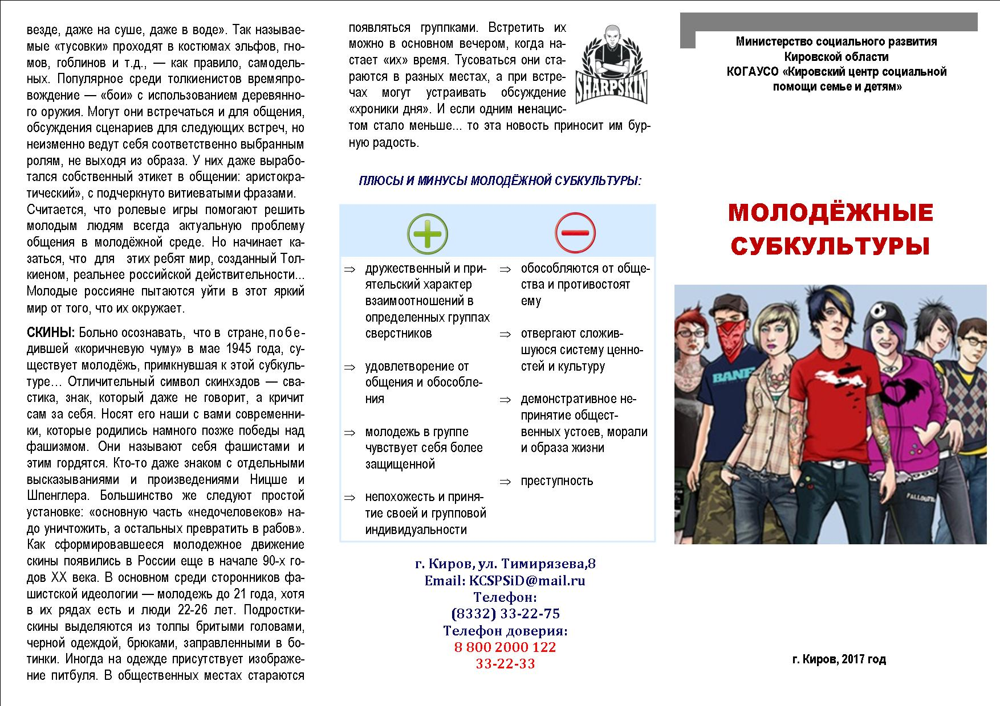 везде, даже на суше, даже в воде». Так называе-
мые «тусовки» проходят в костюмах эльфов, гно-
мов, гоблинов и т.д., — как правило, самодель-
ных. Популярное среди толкиенистов времяпро-
вождение — «бои» с использованием деревянно-
го оружия. Могут они встречаться и для общения,
обсуждения сценариев для следующих встреч, но
неизменно ведут себя соответственно выбранным
ролям, не выходя из образа. У них даже вырабо-
тался собственный этикет в общении: аристокра-
тический», с подчеркнуто витиеватыми фразами.
Считается, что ролевые игры помогают решить
молодым людям всегда актуальную проблему
общения в молодёжной среде. Но начинает ка-
заться, что для этих ребят мир, созданный Тол-
киеном, реальнее российской действительности...
Молодые россияне пытаются уйти в этот яркий
мир от того, что их окружает.
СКИНЫ: Больно осознавать, что в стране, побе-
дившей «коричневую чуму» в мае 1945 года, су-
ществует молодёжь, примкнувшая к этой субкуль-
туре… Отличительный символ скинхэдов — сва-
стика, знак, который даже не говорит, а кричит
сам за себя. Носят его наши с вами современни-
ки, которые родились намного позже победы над
фашизмом. Они называют себя фашистами и
этим гордятся. Кто-то даже знаком с отдельными
высказываниями и произведениями Ницше и
Шпенглера. Большинство же следуют простой
установке: «основную часть «недочеловеков» на-
до уничтожить, а остальных превратить в рабов».
Как сформировавшееся молодежное движение
скины появились в России еще в начале 90-х го-
дов XX века. В основном среди сторонников фа-
шистской идеологии — молодежь до 21 года, хотя
в их рядах есть и люди 22-26 лет. Подростки-
скины выделяются из толпы бритыми головами,
черной одеждой, брюками, заправленными в бо-
тинки. Иногда на одежде присутствует изображе-
ние питбуля. В общественных местах стараются
появляться группками. Встретить их
можно в основном вечером, когда на-
стает «их» время. Тусоваться они ста-
раются в разных местах, а при встре-
чах могут устраивать обсуждение
«хроники дня». И если одним ненацис-
том стало меньше... то эта новость приносит им бур-
ную радость.
SHARPSKIN
ПЛЮСЫ И МИНУСЫ МОЛОДЁЖНОЙ СУБКУЛЬТУРЫ:
⇒ дружественный и при-
ятельский характер
взаимоотношений в
определенных группах
сверстников
⇒ удовлетворение от
общения и обособле-
ния
⇒ молодежь в группе
чувствует себя более
защищенной
⇒ непохожесть и приня-
тие своей и групповой
индивидуальности
⇒ обособляются от обще-
ства и противостоят
ему
⇒ отвергают сложив-
шуюся систему ценно-
стей и культуру
⇒ демонстративное не-
принятие общест-
венных устоев, морали
и образа жизни
⇒ преступность
г. Киров, ул. Тимирязева,8
Email: KCSPSiD@mail.ru
Телефон:
(8332) 33-22-75
Телефон доверия:
8 800 2000 122
33-22-33
Министерство социального развития
Кировской области
КОГАУСО «Кировский центр социальной
помощи семье и детям»
МОЛОДЁЖНЫЕ
СУБКУЛЬТУРЫ
BANE
г. Киров, 2017 год